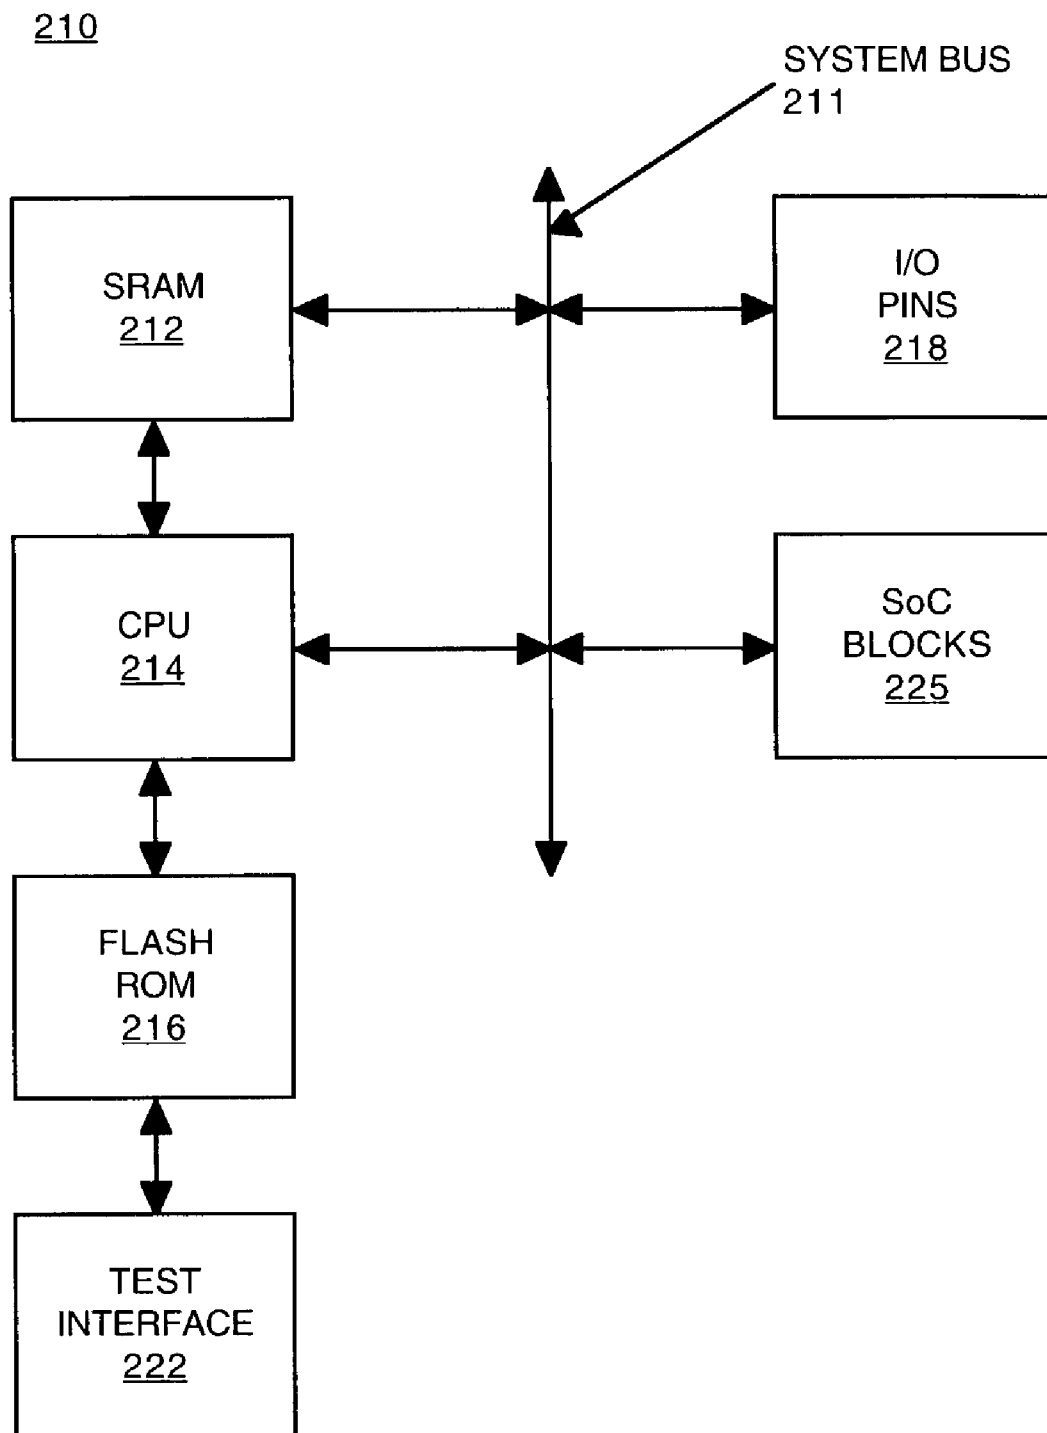 210
SYSTEM BUS
211
SRAM
212
I/O
PINS
218
CPU
214
SoC
BLOCKS
225
FLASH
ROM
216
TEST
INTERFACE
222